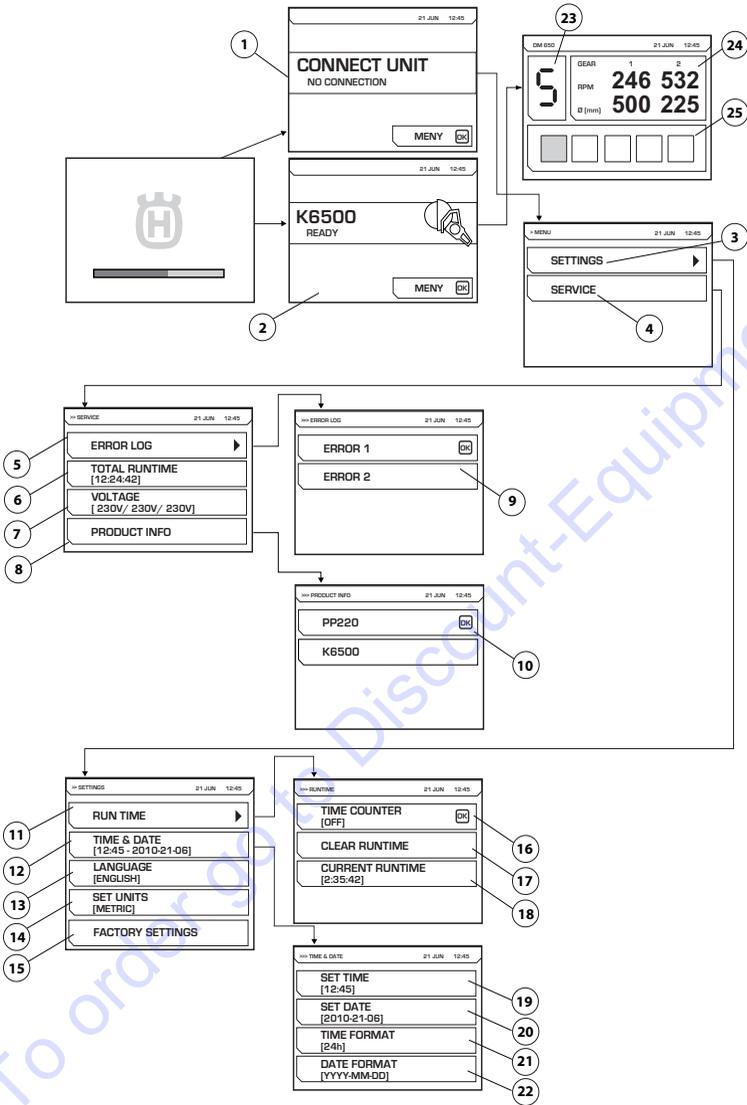 21 JUN 12:45
CONNECT UNIT
NO CONNECTION
MENY OK
1
23
DM 650 21 JUN 12:45
GEAR 1 2
RPM 246 532
Ø [mm] 500 225
5
24
25
H
21 JUN 12:45
K6500
READY
MENY OK
2
> MENU 21 JUN 12:45
SETTINGS
SERVICE
3
4
>> SERVICE 21 JUN 12:45
ERROR LOG
TOTAL RUNTIME
[12:24:42]
VOLTAGE
[ 230V/ 230V/ 230V]
PRODUCT INFO
5
6
7
8
>>> ERROR LOG 21 JUN 12:45
ERROR 1 OK
ERROR 2
9
>>> PRODUCT INFO 21 JUN 12:45
PP220 OK
K6500
10
>> SETTINGS 21 JUN 12:45
RUN TIME
TIME & DATE
[12:45 - 2010-21-06]
LANGUAGE
[ENGLISH]
SET UNITS
[METRIC]
FACTORY SETTINGS
11
12
13
14
15
>>> RUNTIME 21 JUN 12:45
TIME COUNTER
[OFF] OK
CLEAR RUNTIME
CURRENT RUNTIME
[2:35:42]
16
17
18
>>> TIME & DATE 21 JUN 12:45
SET TIME
[12:45]
SET DATE
[2010-21-06]
TIME FORMAT
[24h]
DATE FORMAT
[YYYY-MM-DD]
19
20
21
22
To order go to Discount-Equipm